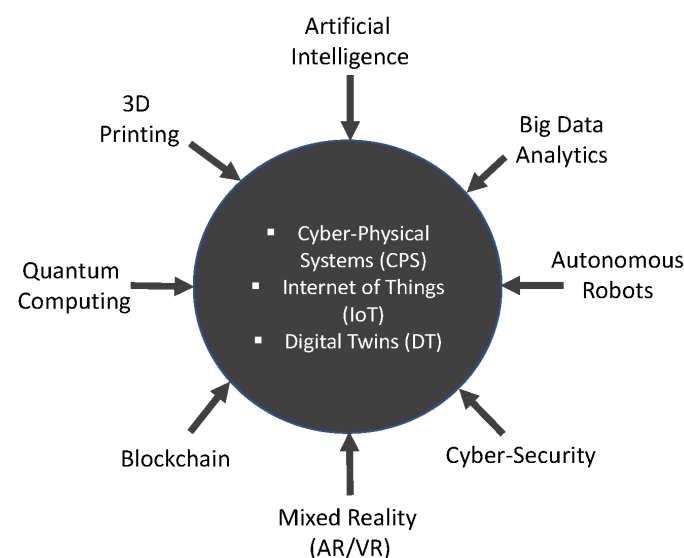 Artificial
Intelligence
3D
Printing
Big Data
Analytics
▪ Cyber-Physical
Systems (CPS)
▪ Internet of Things
(IoT)
▪ Digital Twins (DT)
Quantum
Computing
Autonomous
Robots
Blockchain
Cyber-Security
Mixed Reality
(AR/VR)